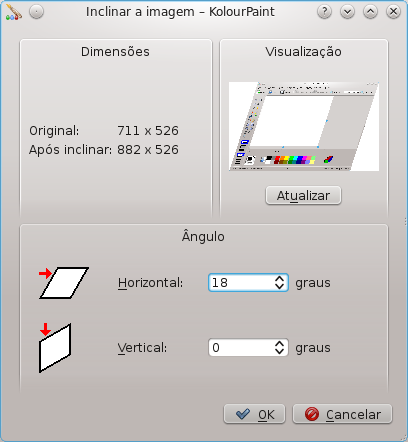 Inclinar a imagem – KolourPaint
Dimensões
Visualização
Original: 711 x 526
Após inclinar: 882 x 526
Atualizar
Ângulo
Horizontal: 18 graus
Vertical: 0 graus
OK
Cancelar